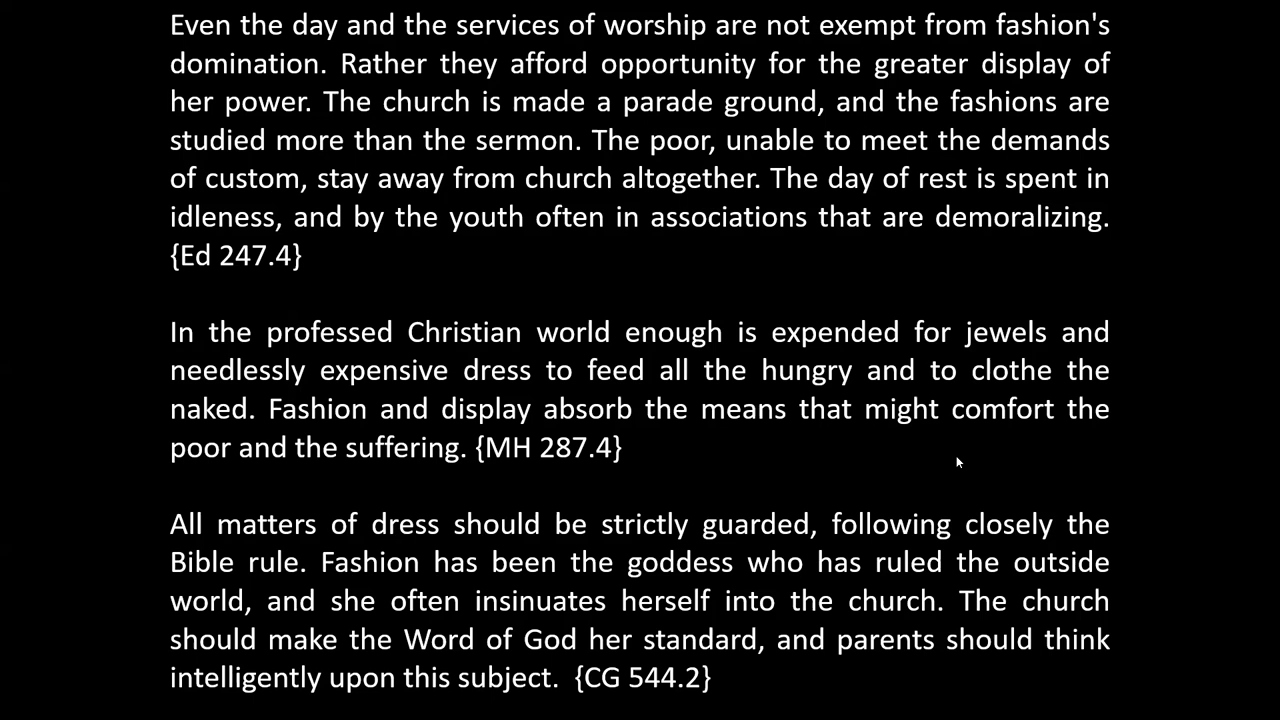 Even the day and the services of worship are not exempt from fashion's
domination. Rather they afford opportunity for the greater display of
her power. The church is made a parade ground, and the fashions are
studied more than the sermon. The poor, unable to meet the demands
of custom, stay away from church altogether. The day of rest is spent in
idleness, and by the youth often in associations that are demoralizing.
{Ed 247.4}
In the professed Christian world enough is expended for jewels and
needlessly expensive dress to feed all the hungry and to clothe the
naked. Fashion and display absorb the means that might comfort the
poor and the suffering. {MH 287.4}
All matters of dress should be strictly guarded, following closely the
Bible rule. Fashion has been the goddess who has ruled the outside
world, and she often insinuates herself into the church. The church
should make the Word of God her standard, and parents should think
intelligently upon this subject.  {CG 544.2}